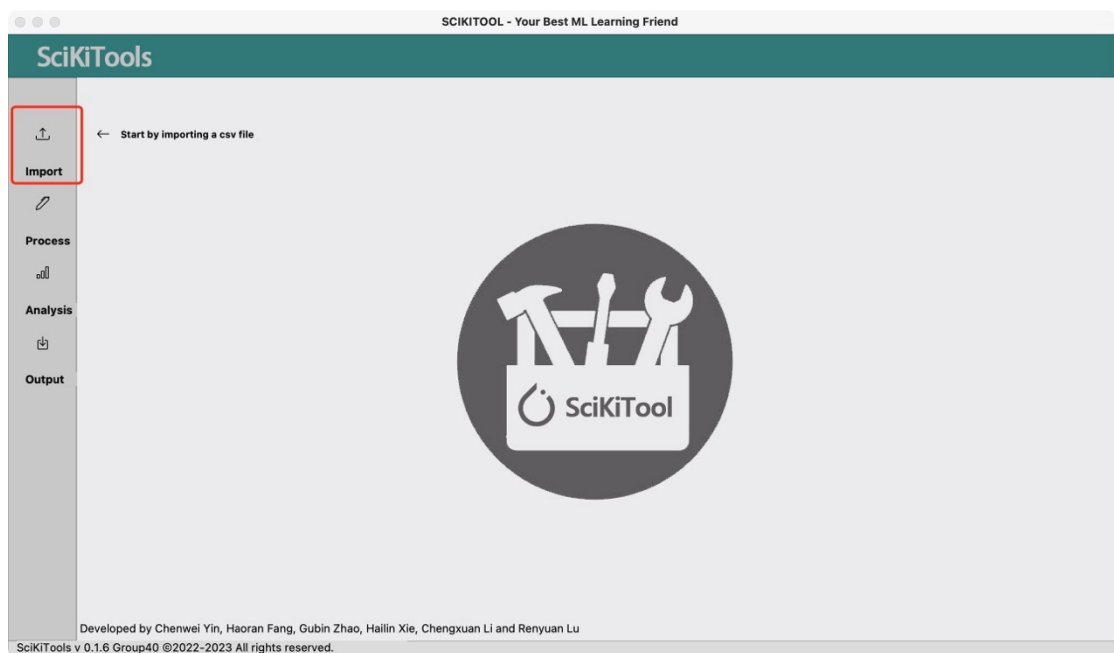 SCIKITOOL - Your Best ML Learning Friend
SciKiTools
Start by importing a csv file
Import
Process
Analysis
Output
SciKiTool
Developed by Chenwei Yin, Haoran Fang, Gubin Zhao, Hailin Xie, Chengxuan Li and Renyuan Lu
SciKiTools v 0.1.6 Group40 ©2022-2023 All rights reserved.